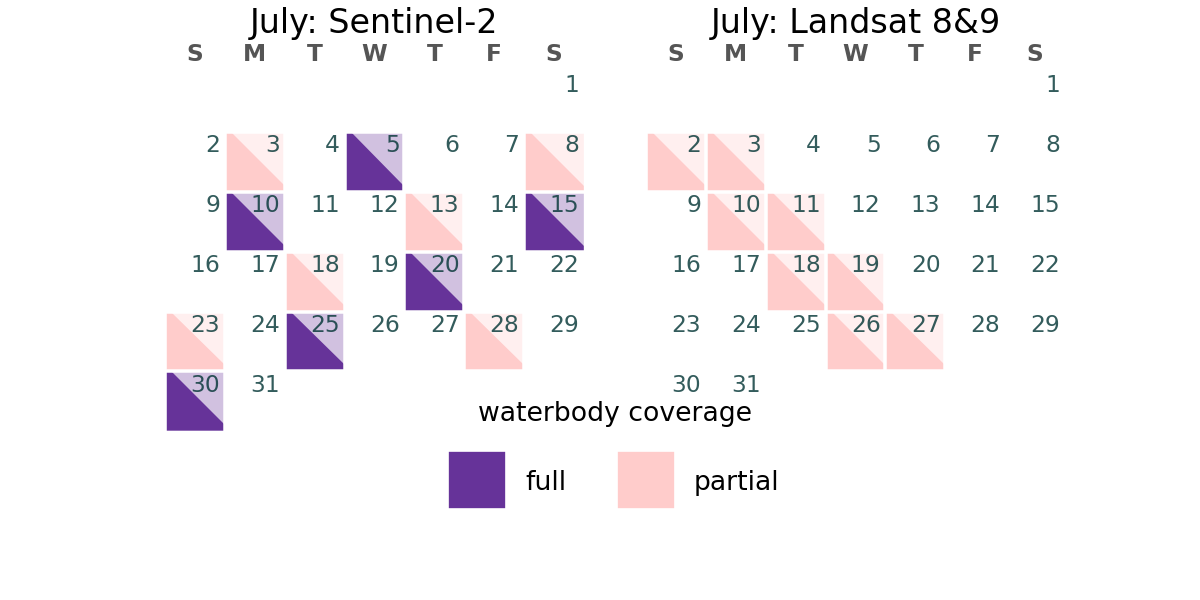 July: Sentinel-2
S M T W T F S
1
2 3 4 5 6 7 8
9 10 11 12 13 14 15
16 17 18 19 20 21 22
23 24 25 26 27 28 29
30 31
July: Landsat 8&9
S M T W T F S
1
2 3 4 5 6 7 8
9 10 11 12 13 14 15
16 17 18 19 20 21 22
23 24 25 26 27 28 29
30 31
waterbody coverage
full partial